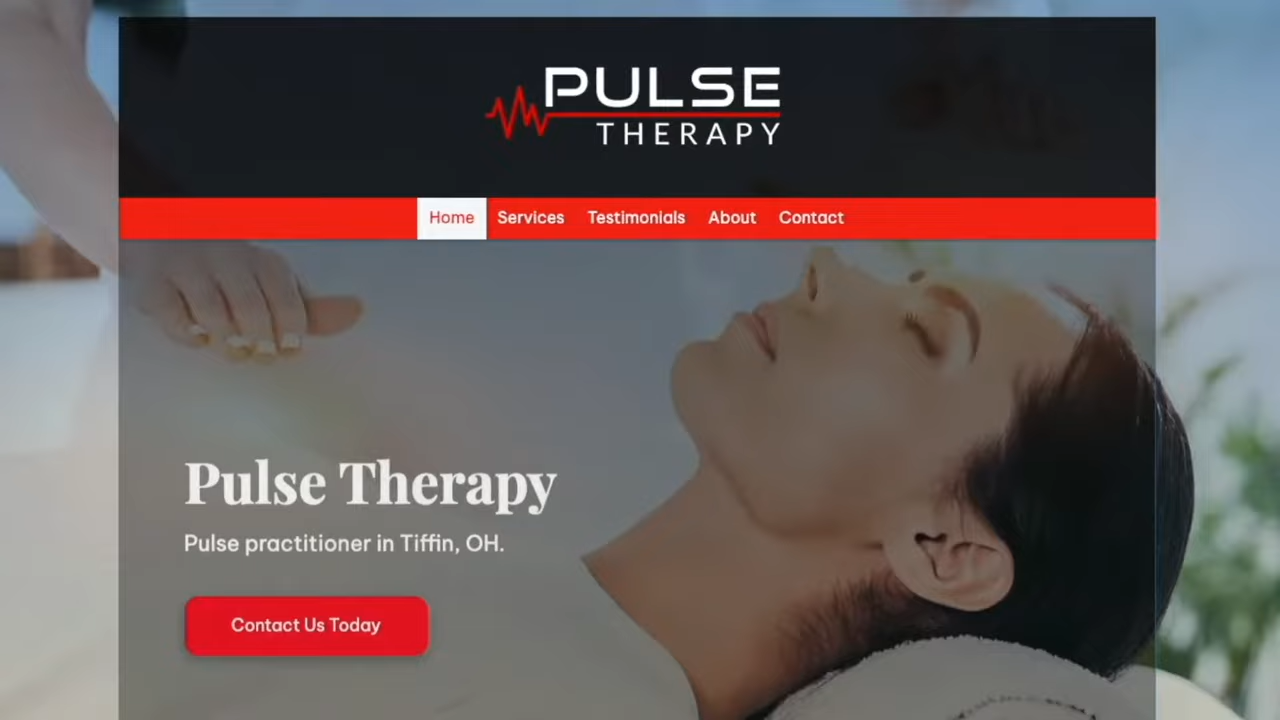 PULSE
THERAPY
Home Services Testimonials About Contact
Pulse Therapy
Pulse practitioner in Tiffin, OH.
Contact Us Today